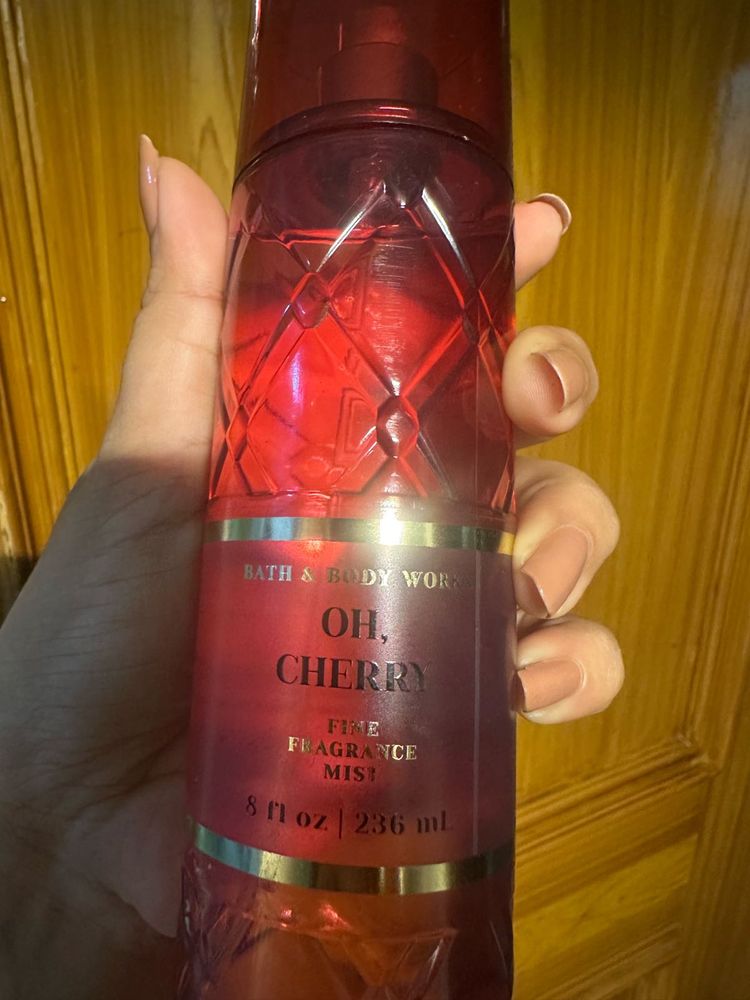 BATH & BODY WORKS
OH,
CHERRY
FINE
FRAGRANCE
MIST
8 fl oz | 236 mL